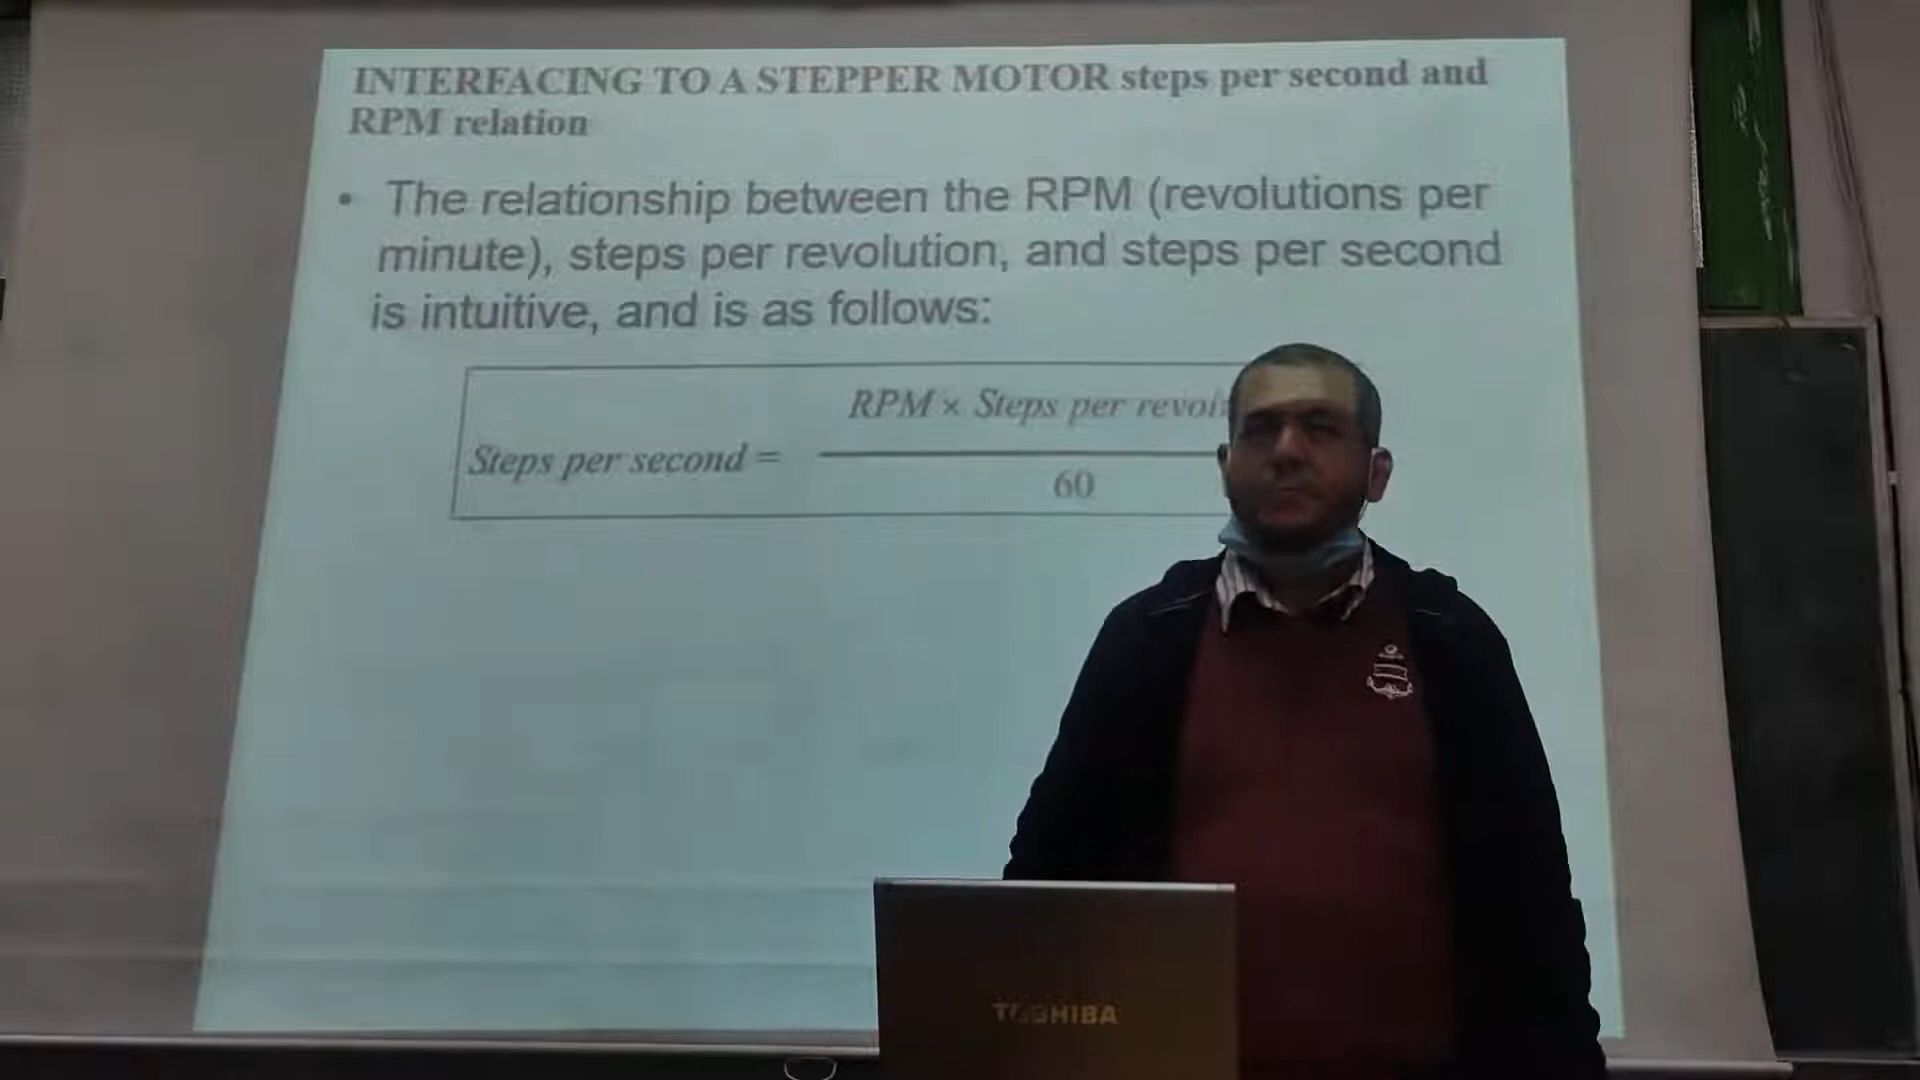 INTERFACING TO A STEPPER MOTOR steps per second and
RPM relation
• The relationship between the RPM (revolutions per
minute), steps per revolution, and steps per second
is intuitive, and is as follows:
RPM × Steps per
Steps per second =
60
TOSHIBA